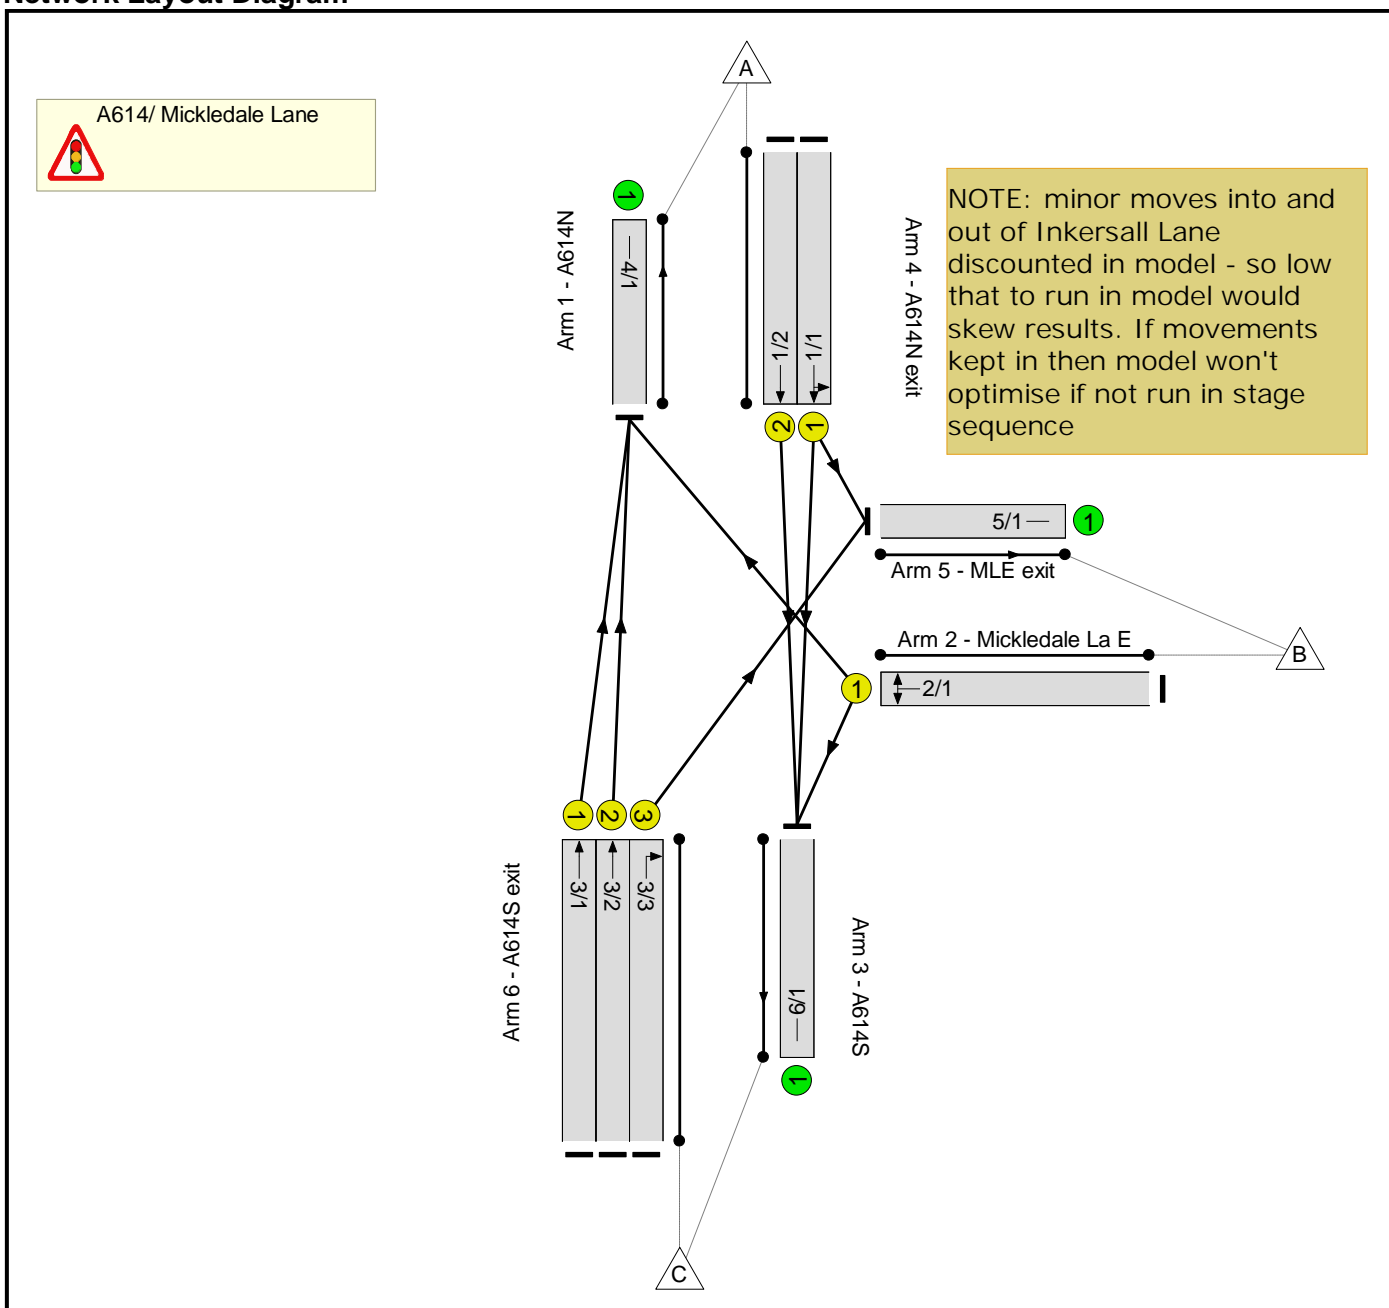 Network Layout Diagram
A
A614/ Mickledale Lane
NOTE: minor moves into and
out of Inkersall Lane
discounted in model - so low
that to run in model would
skew results. If movements
kept in then model won't
optimise if not run in stage
sequence
1
Arm 1 - A614N
4/1
1/2
1/1
Arm 4 - A614N exit
2
1
5/1
1
Arm 5 - MLE exit
Arm 2 - Mickledale La E
B
1
2/1
1
2
3
3/1
3/2
3/3
Arm 6 - A614S exit
6/1
Arm 3 - A614S
1
C